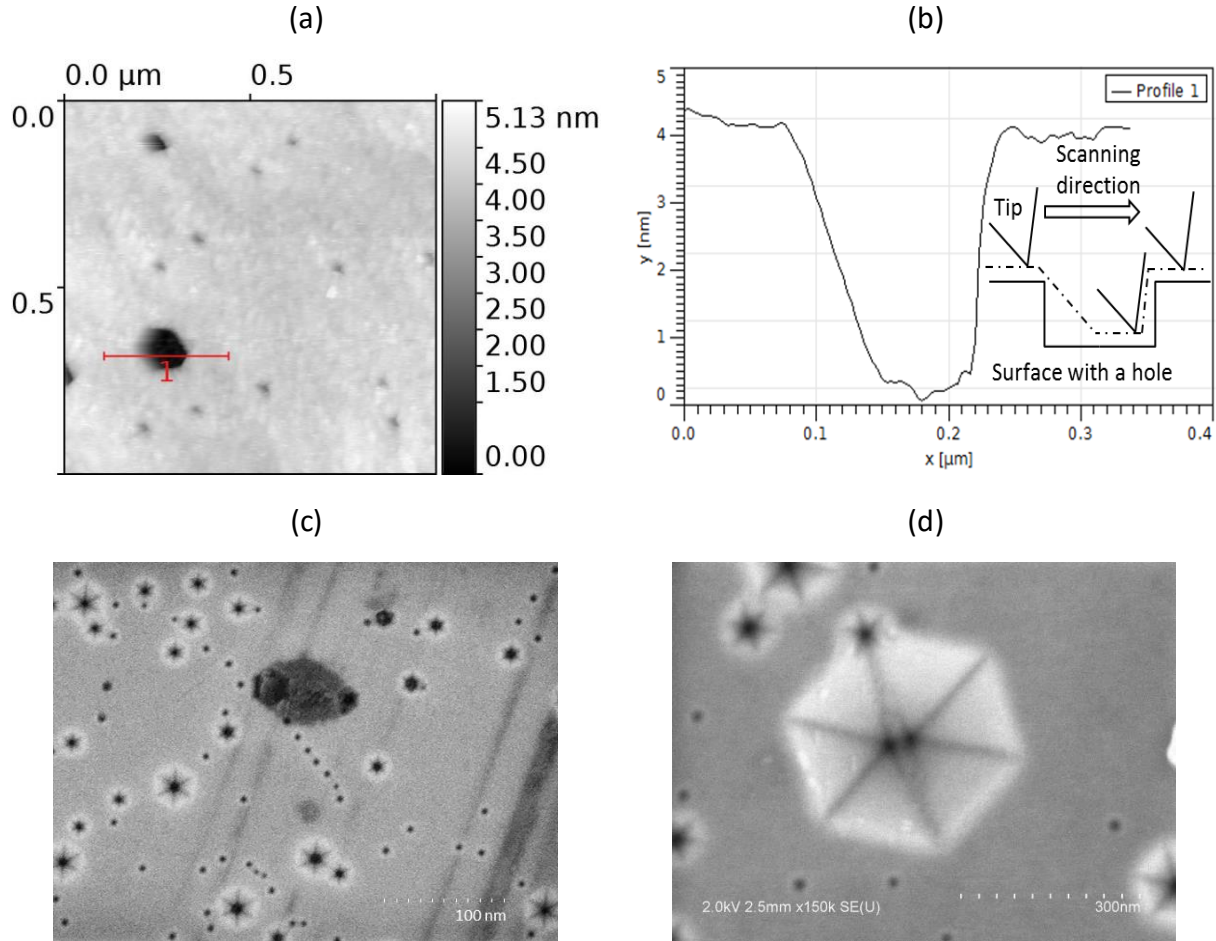 (a)
0.0 μm 0.5
0.0
0.5
1
5.13 nm
4.50
4.00
3.50
3.00
2.50
2.00
1.50
0.00
(b)
5
4
3
2
1
0
y [nm]
0.0 0.1 0.2 0.3 0.4
x [μm]
Profile 1
Scanning
direction
Tip
Surface with a hole
(c)
100 nm
(d)
2.0kV 2.5mm x150k SE(U)
300nm